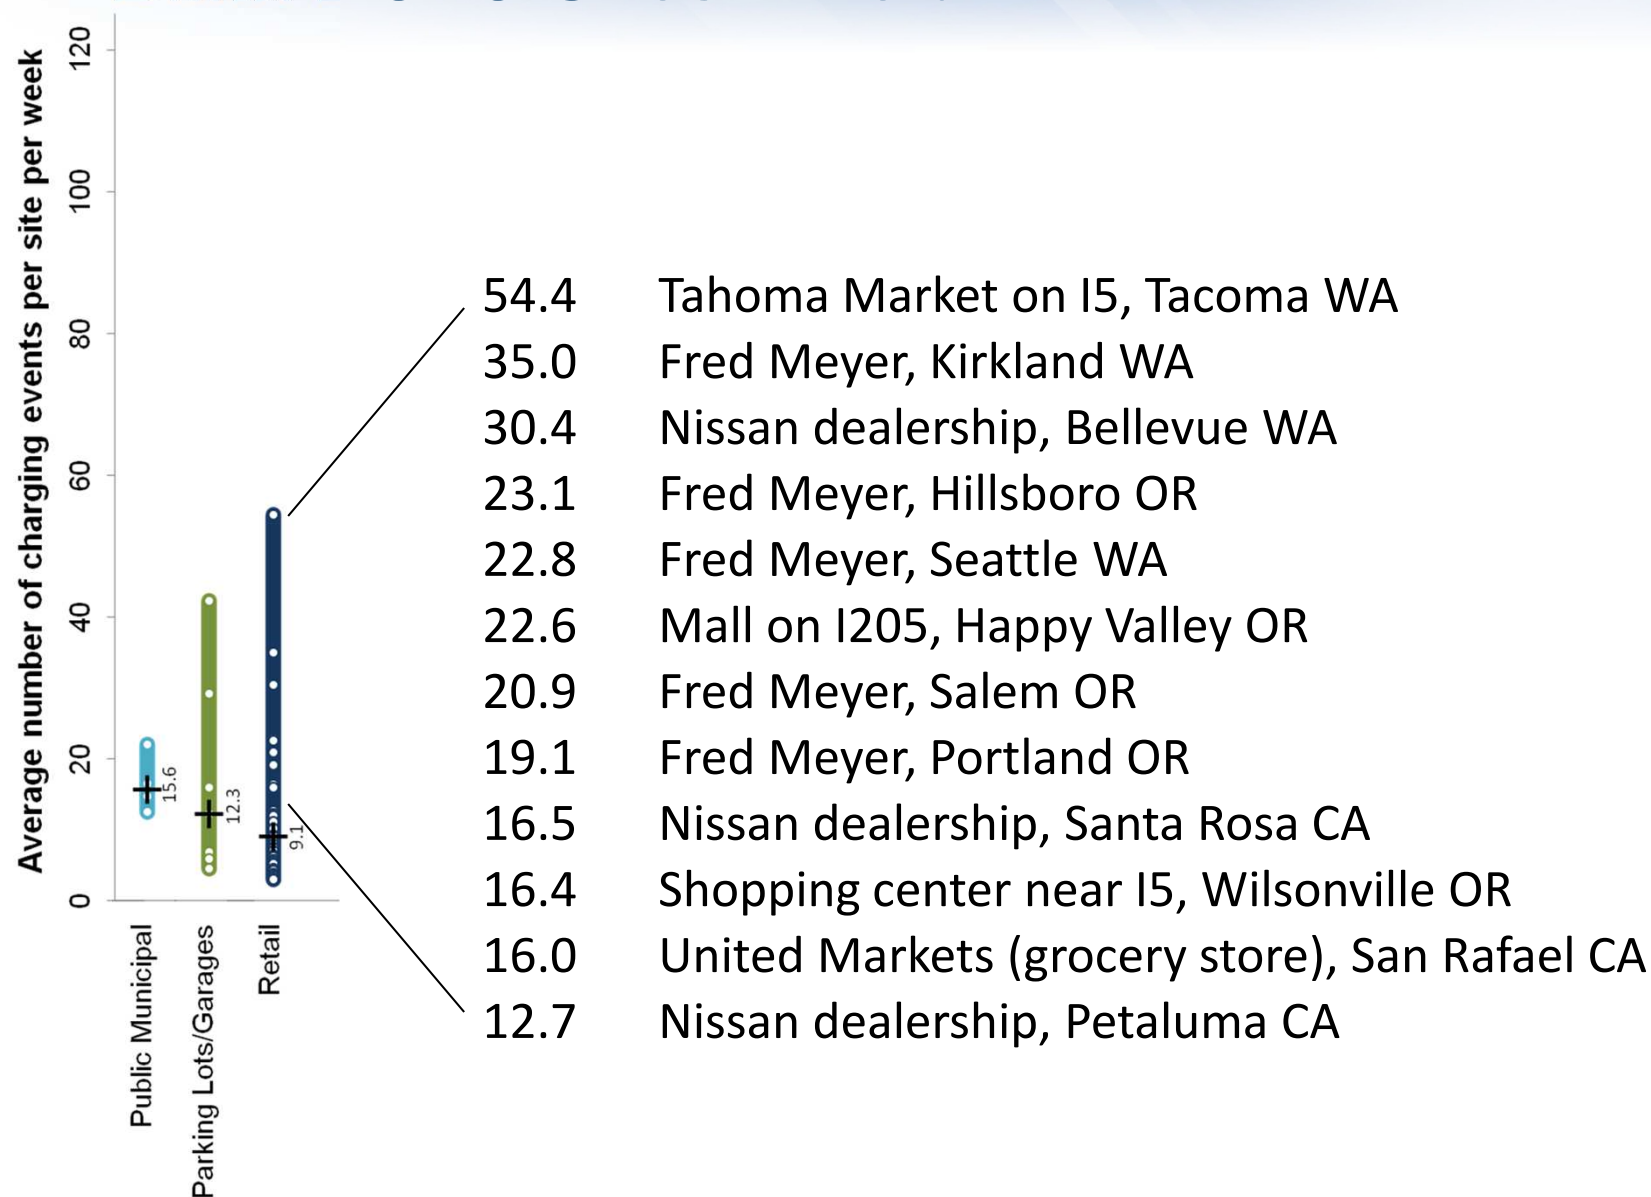 Average number of charging events per site per week
120
100
80
60
40
20
0
15.6
12.3
9.1
Public Municipal
Parking Lots/Garages
Retail
54.4 Tahoma Market on I5, Tacoma WA
35.0 Fred Meyer, Kirkland WA
30.4 Nissan dealership, Bellevue WA
23.1 Fred Meyer, Hillsboro OR
22.8 Fred Meyer, Seattle WA
22.6 Mall on I205, Happy Valley OR
20.9 Fred Meyer, Salem OR
19.1 Fred Meyer, Portland OR
16.5 Nissan dealership, Santa Rosa CA
16.4 Shopping center near I5, Wilsonville OR
16.0 United Markets (grocery store), San Rafael CA
12.7 Nissan dealership, Petaluma CA